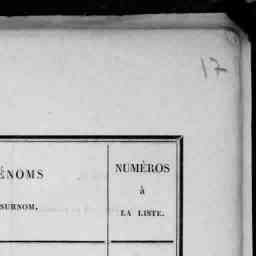 17
ÉNOMS
SURNOM.
NUMÉROS
à
LA LISTE.